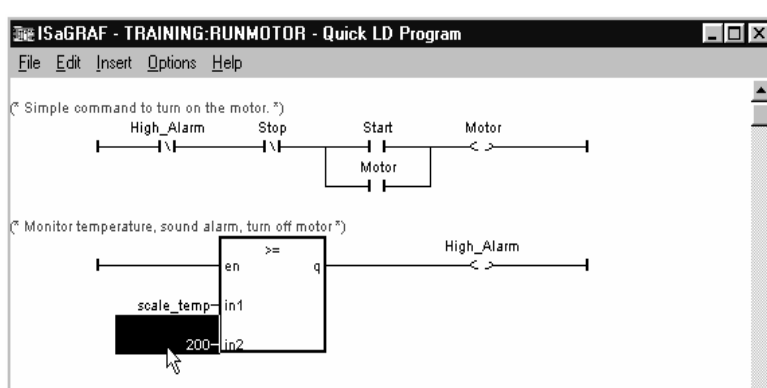 ISaGRAF - TRAINING:RUNMOTOR - Quick LD Program
File Edit Insert Options Help
(* Simple command to turn on the motor. *)
High_Alarm Stop Start Motor
Motor
(* Monitor temperature, sound alarm, turn off motor *)
>= High_Alarm
en q
scale_temp in1
200 in2